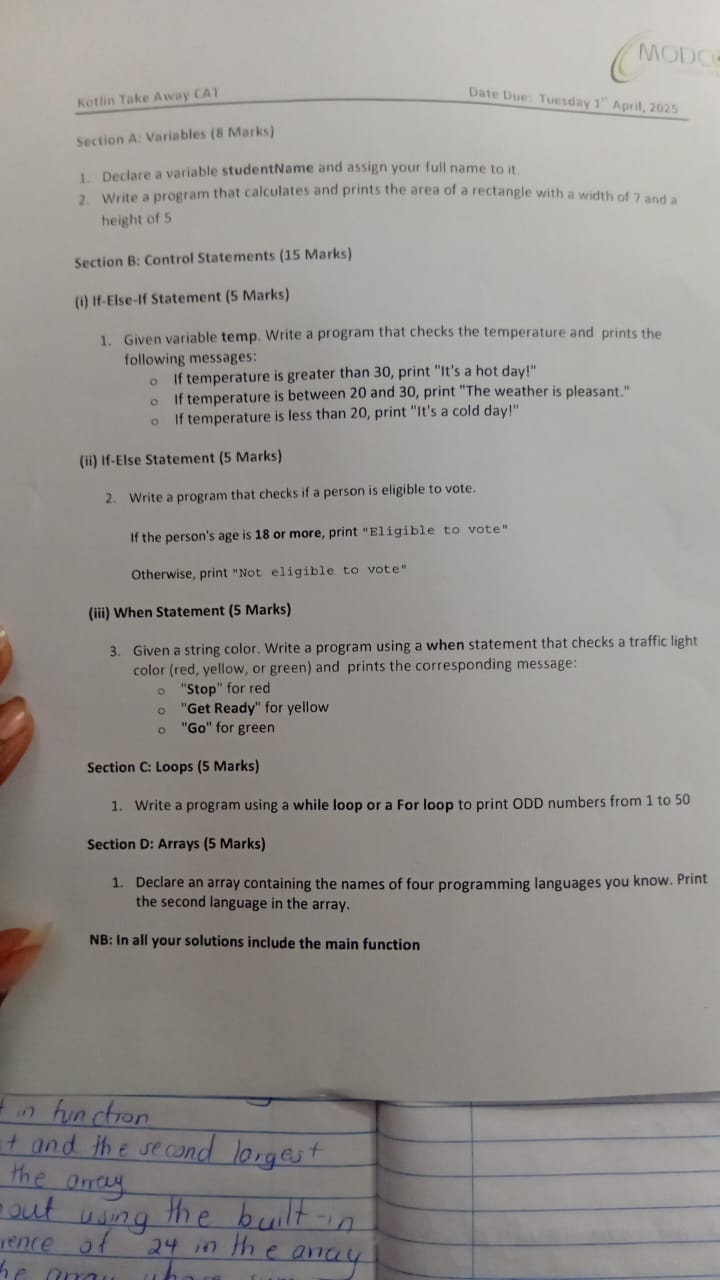 MODC
Kotlin Take Away CAT
Date Due: Tuesday 1st April, 2025
Section A: Variables (8 Marks)
1. Declare a variable studentName and assign your full name to it.
2. Write a program that calculates and prints the area of a rectangle with a width of 7 and a
height of 5
Section B: Control Statements (15 Marks)
(i) If-Else-If Statement (5 Marks)
1. Given variable temp. Write a program that checks the temperature and prints the
following messages:
o If temperature is greater than 30, print "It's a hot day!"
o If temperature is between 20 and 30, print "The weather is pleasant."
o If temperature is less than 20, print "It's a cold day!"
(ii) If-Else Statement (5 Marks)
2. Write a program that checks if a person is eligible to vote.
If the person's age is 18 or more, print "Eligible to vote"
Otherwise, print "Not eligible to vote"
(iii) When Statement (5 Marks)
3. Given a string color. Write a program using a when statement that checks a traffic light
color (red, yellow, or green) and prints the corresponding message:
o "Stop" for red
o "Get Ready" for yellow
o "Go" for green
Section C: Loops (5 Marks)
1. Write a program using a while loop or a For loop to print ODD numbers from 1 to 50
Section D: Arrays (5 Marks)
1. Declare an array containing the names of four programming languages you know. Print
the second language in the array.
NB: In all your solutions include the main function
in function
and the second largest
the array
out using the built-in
of 24 in the array